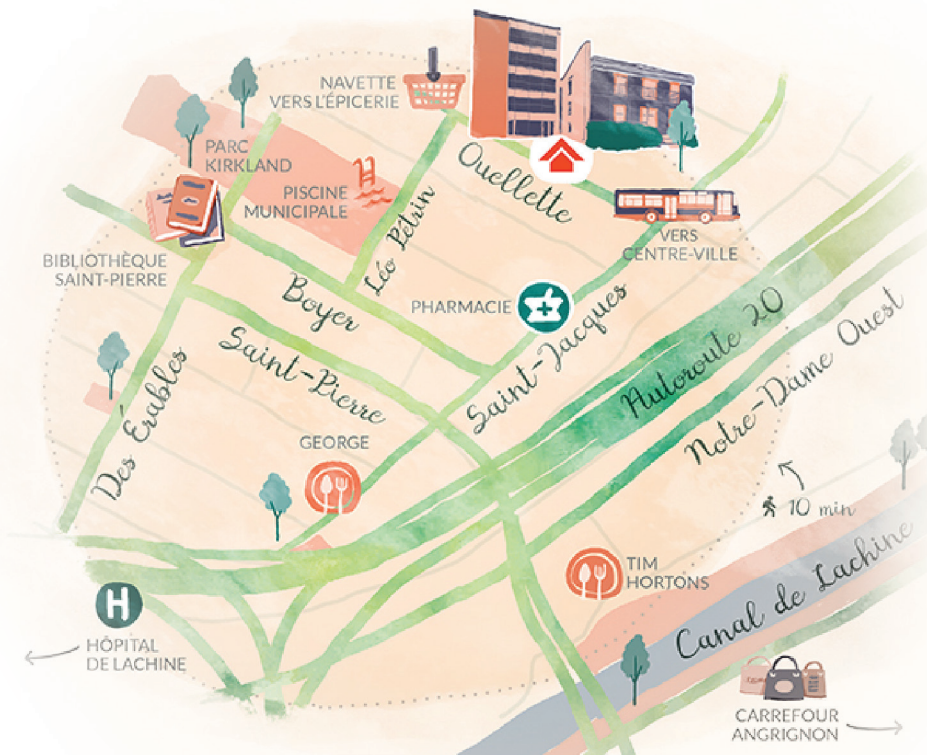 NAVETTE
VERS L'ÉPICERIE
PARC
KIRKLAND
PISCINE
MUNICIPALE
Ouellette
Léo Pétrin
VERS
CENTRE-VILLE
BIBLIOTHÈQUE
SAINT-PIERRE
Boyer
PHARMACIE
Saint-Pierre
Saint-Jacques
Autoroute 20
Notre-Dame Ouest
Des Érables
GEORGE
10 min
TIM
HORTONS
Canal de Lachine
H
HÔPITAL
DE LACHINE
CARREFOUR
ANGRIGNON